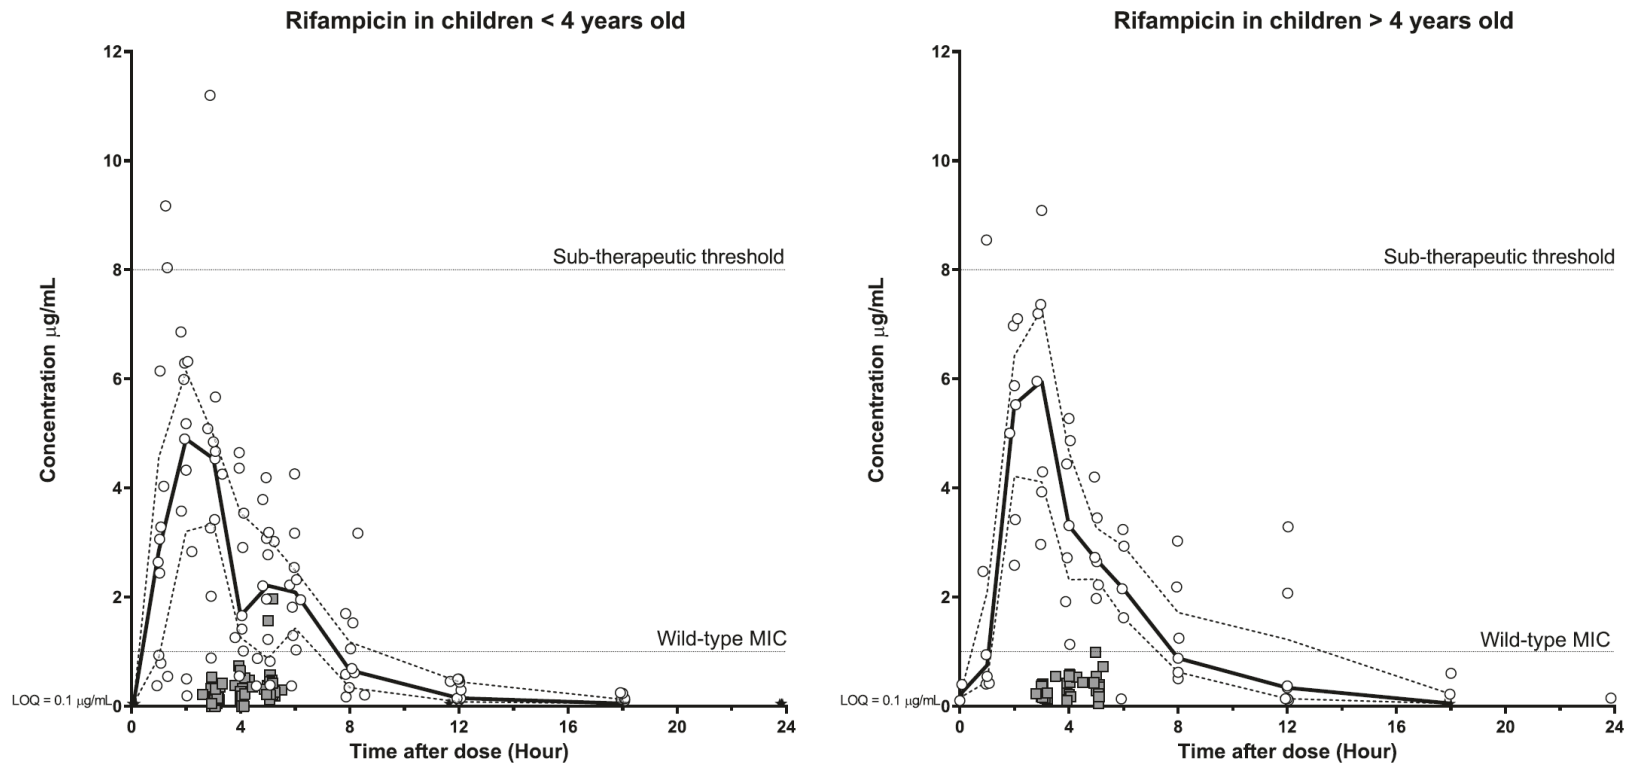 Rifampicin in children < 4 years old
12
10
8
6
4
2
0
Concentration μg/mL
Sub-therapeutic threshold
Wild-type MIC
LOQ = 0.1 μg/mL
0 4 8 12 16 20 24
Time after dose (Hour)
Rifampicin in children > 4 years old
12
10
8
6
4
2
0
Concentration μg/mL
Sub-therapeutic threshold
Wild-type MIC
LOQ = 0.1 μg/mL
0 4 8 12 16 20 24
Time after dose (Hour)